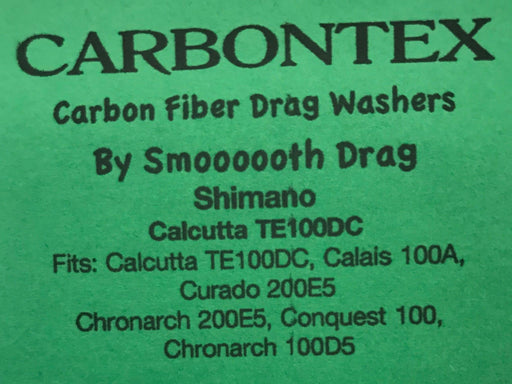 CARBONTEX
Carbon Fiber Drag Washers
By Smoooooth Drag
Shimano
Calcutta TE100DC
Fits: Calcutta TE100DC, Calais 100A,
Curado 200E5
Chronarch 200E5, Conquest 100,
Chronarch 100D5